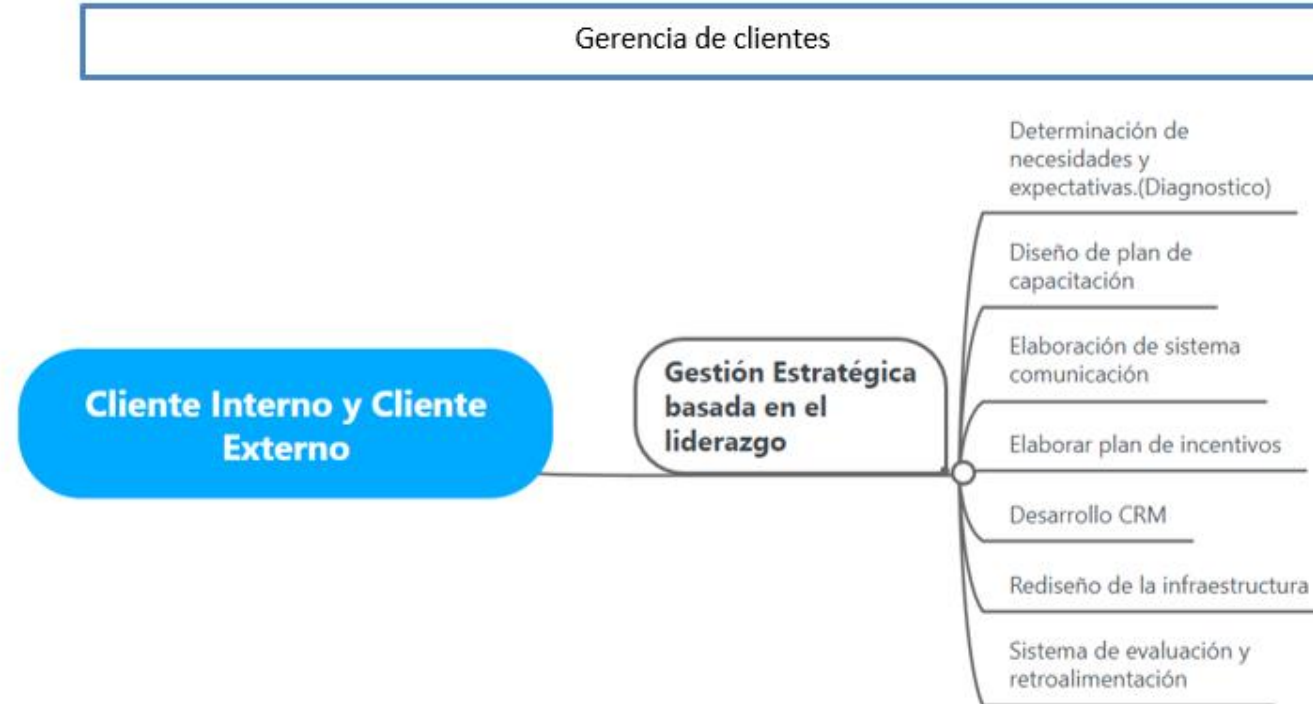 Gerencia de clientes
Determinación de
necesidades y
expectativas.(Diagnostico)
Diseño de plan de
capacitación
Elaboración de sistema
comunicación
Gestión Estratégica
basada en el
liderazgo
Cliente Interno y Cliente
Externo
Elaborar plan de incentivos
Desarrollo CRM
Rediseño de la infraestructura
Sistema de evaluación y
retroalimentación